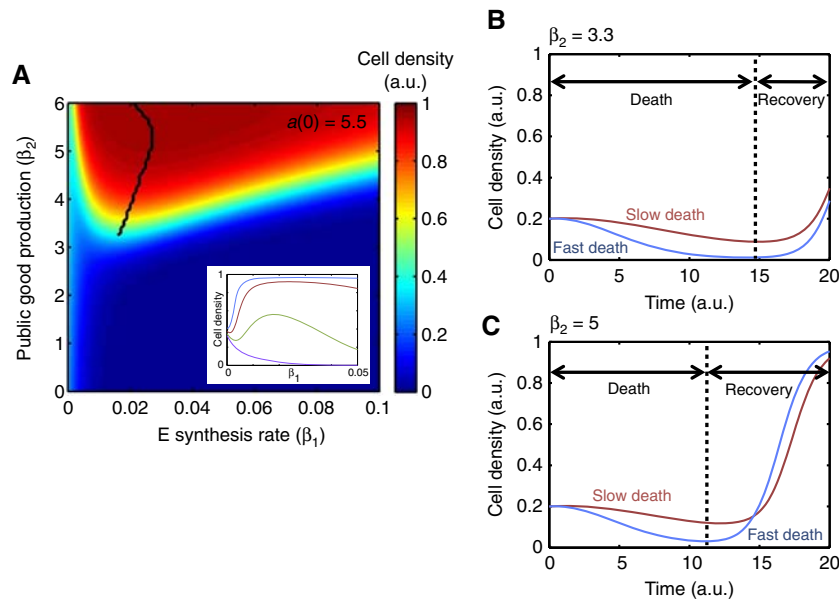 A
Cell density
(a.u.)
a(0) = 5.5
Public good production (β2)
6
5
4
3
2
1
0
0
0.02
0.04
0.06
0.08
0.1
E synthesis rate (β1)
1
0.8
0.6
0.4
0.2
0
Cell density
1
0
0
β1
0.05
B
β2 = 3.3
Cell density (a.u.)
1
0.8
0.6
0.4
0.2
0
Death
Recovery
Slow death
Fast death
0
5
10
15
20
Time (a.u.)
C
β2 = 5
Cell density (a.u.)
1
0.8
0.6
0.4
0.2
0
Death
Recovery
Slow death
Fast death
0
5
10
15
20
Time (a.u.)